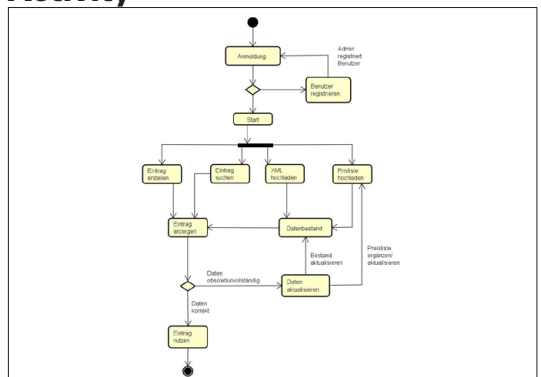 Activity
Anmeldung
Admin
registriert
Benutzer
Benutzer
registrieren
Start
Eintrag
erstellen
Eintrag
suchen
XML
hochladen
Prisliste
hochladen
Eintrag
anzeigen
Datenbestand
Bestand
aktualisieren
Preisliste
ergänzen/
aktualisieren
Daten
obsolet/unvollständig
Daten
aktualisieren
Daten
korrekt
Eintrag
nutzen